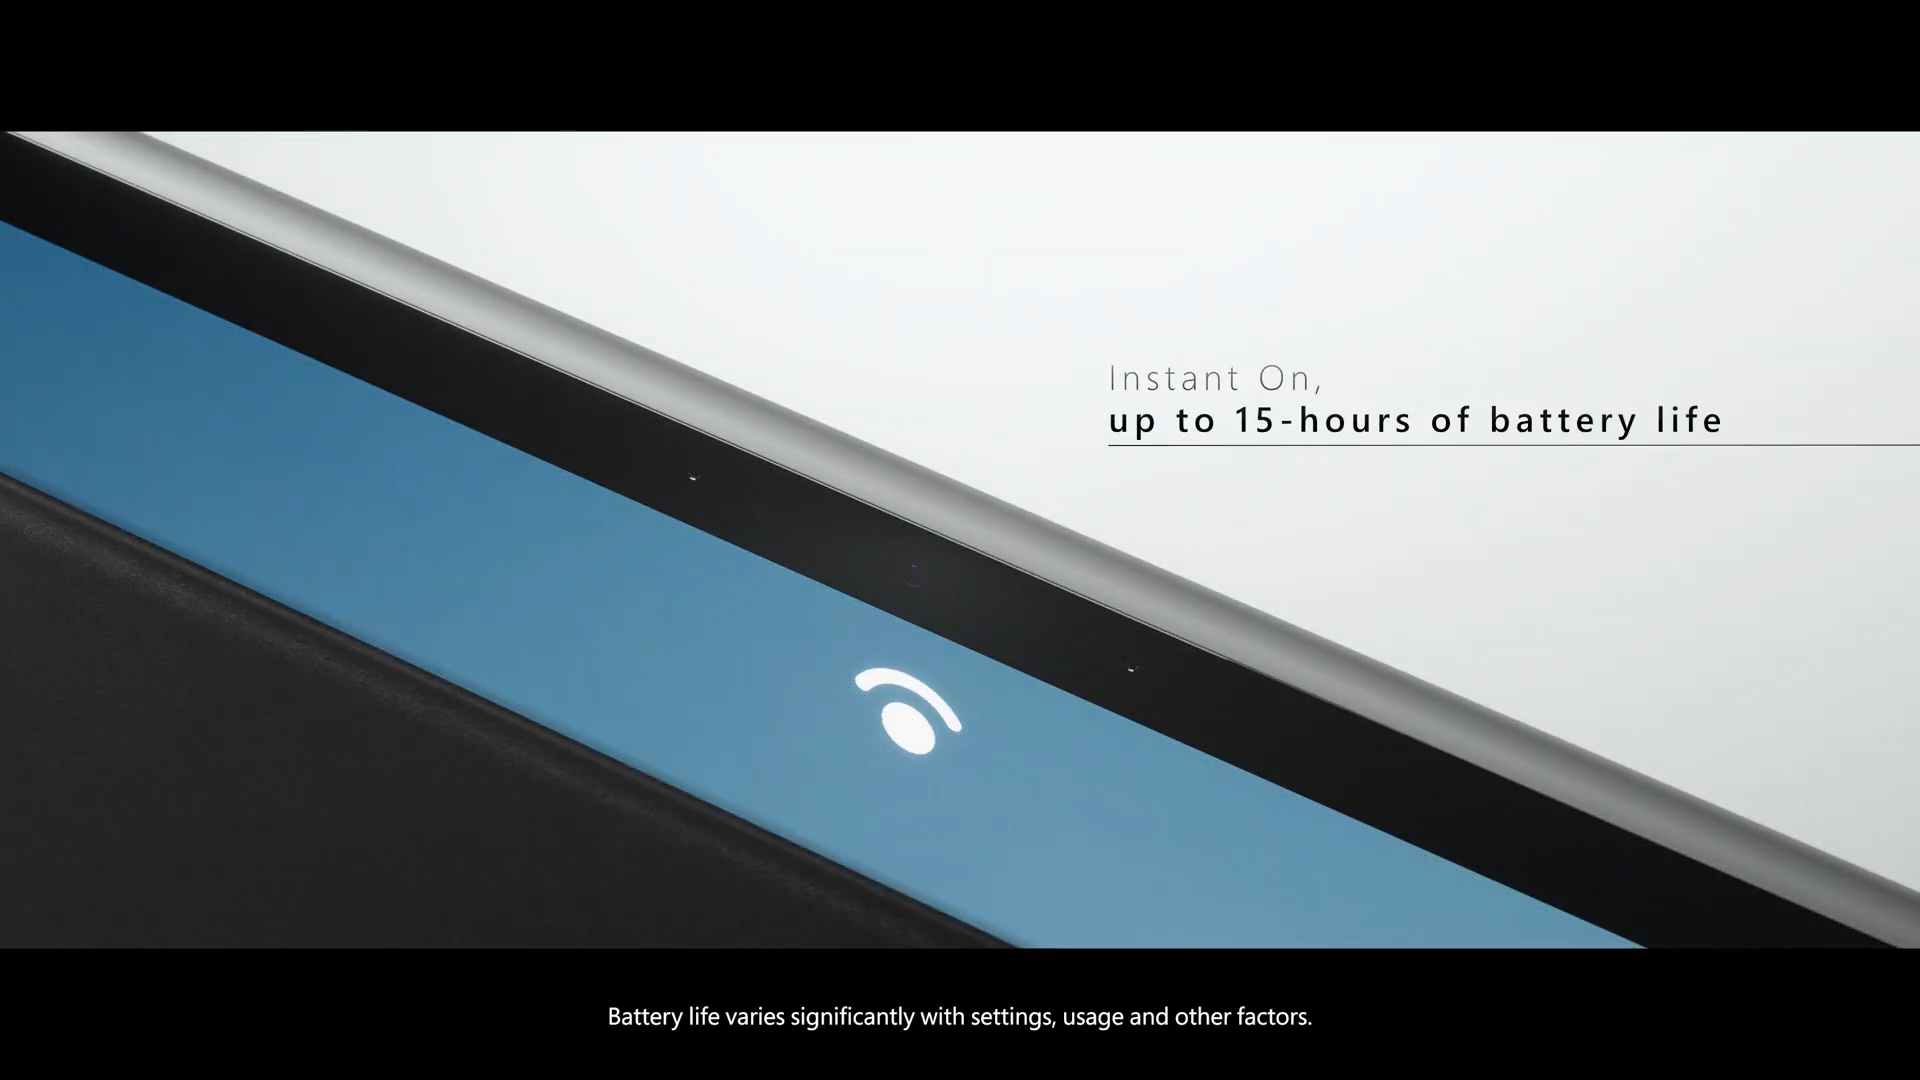 Instant On,
up to 15-hours of battery life
Battery life varies significantly with settings, usage and other factors.